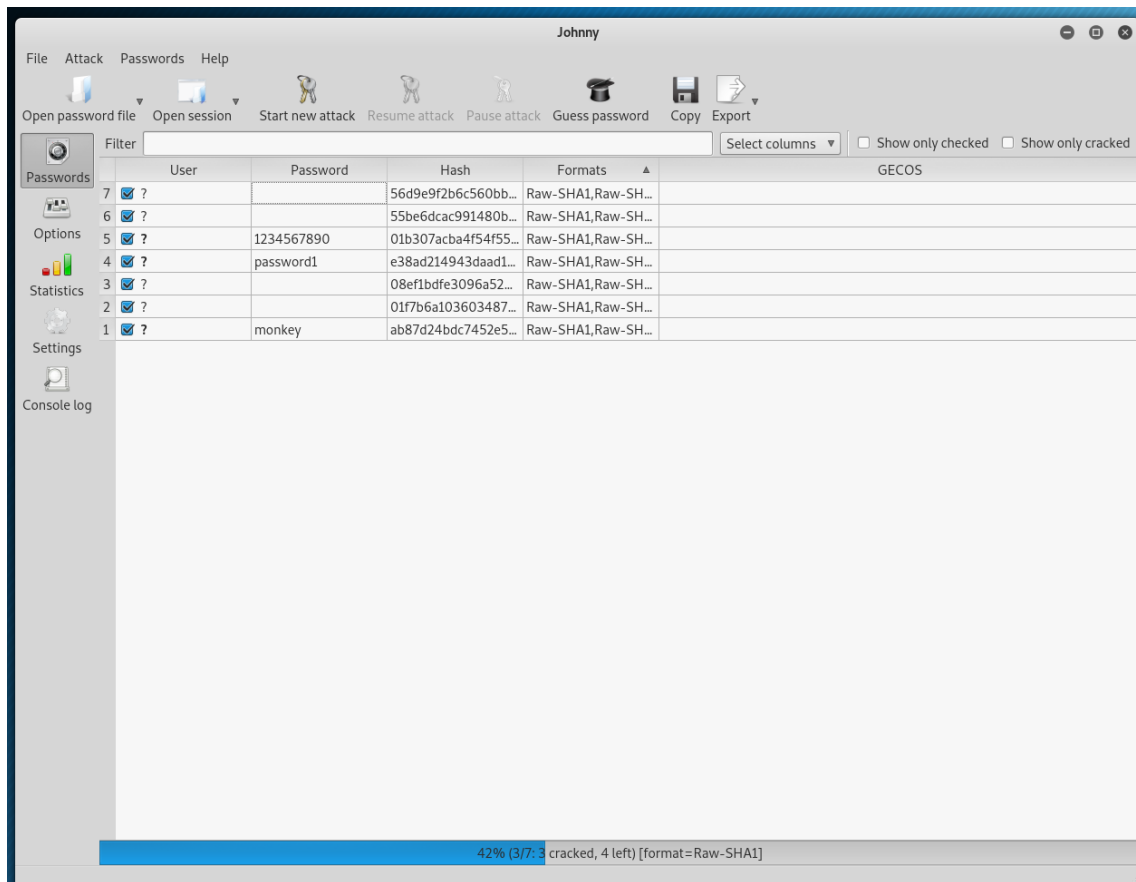 Johnny
File Attack Passwords Help
Open password file Open session Start new attack Resume attack Pause attack Guess password Copy Export
Passwords
Options
Statistics
Settings
Console log
Filter Select columns Show only checked Show only cracked
User Password Hash Formats GECOS
7 ? 56d9e9f2b6c560bb... Raw-SHA1,Raw-SH...
6 ? 55be6dcac991480b... Raw-SHA1,Raw-SH...
5 ? 1234567890 01b307acba4f54f55... Raw-SHA1,Raw-SH...
4 ? password1 e38ad214943daad1... Raw-SHA1,Raw-SH...
3 ? 08ef1bdfe3096a52... Raw-SHA1,Raw-SH...
2 ? 01f7b6a103603487... Raw-SHA1,Raw-SH...
1 ? monkey ab87d24bdc7452e5... Raw-SHA1,Raw-SH...
42% (3/7: 3 cracked, 4 left) [format=Raw-SHA1]